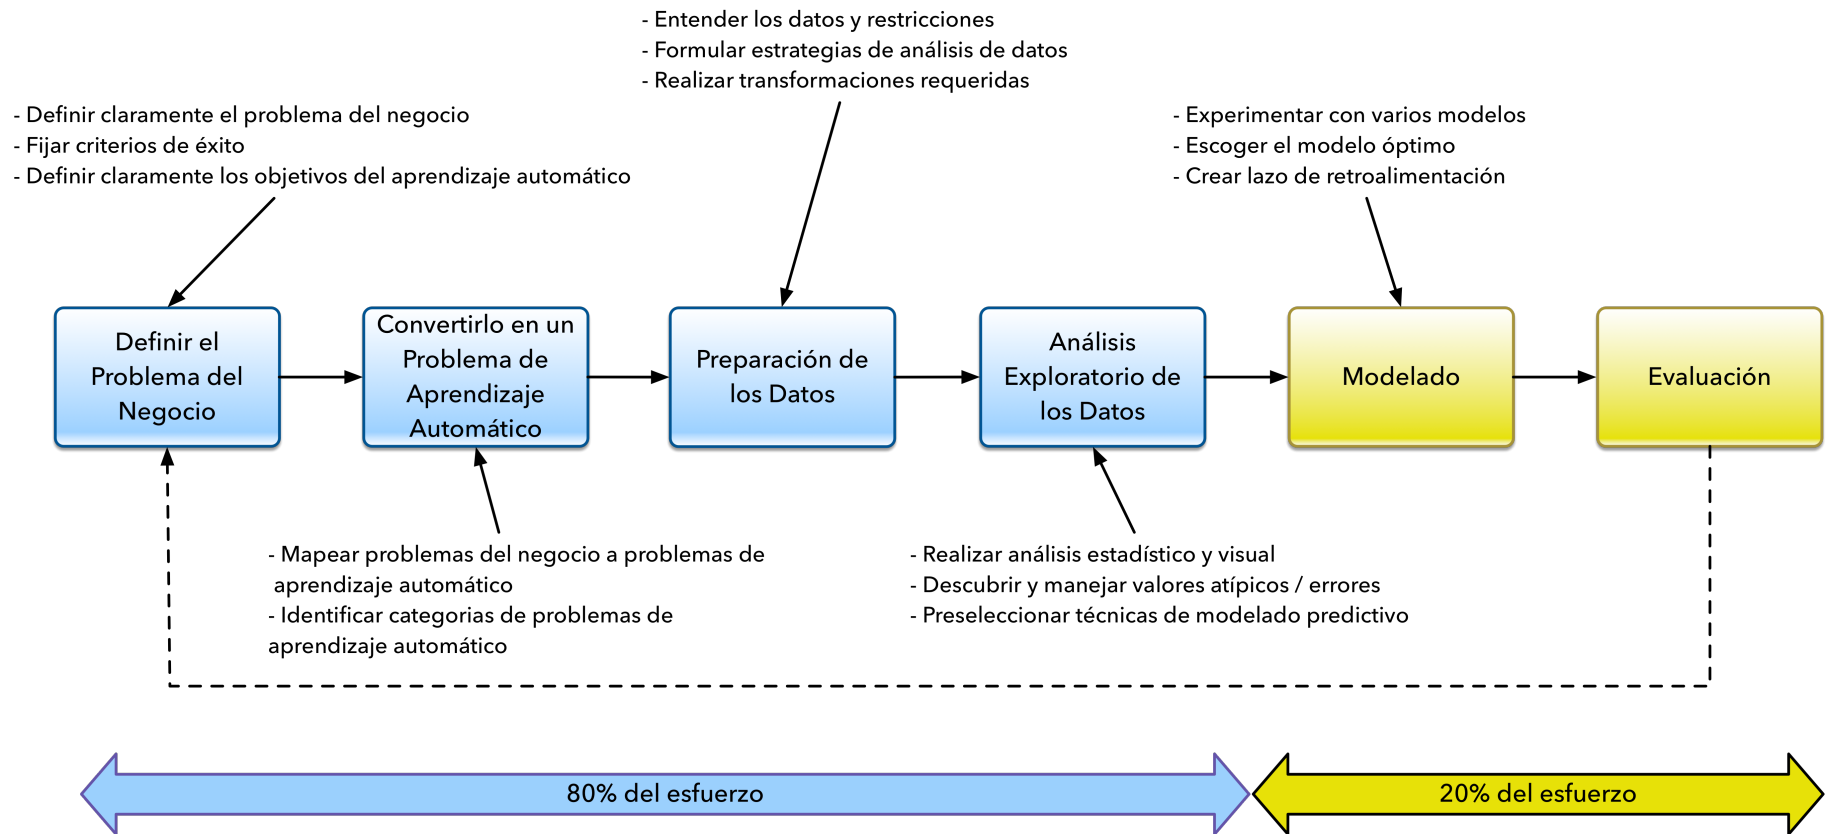 - Entender los datos y restricciones
- Formular estrategias de análisis de datos
- Realizar transformaciones requeridas
- Definir claramente el problema del negocio
- Fijar criterios de éxito
- Definir claramente los objetivos del aprendizaje automático
- Experimentar con varios modelos
- Escoger el modelo óptimo
- Crear lazo de retroalimentación
Definir el
Problema del
Negocio
Convertirlo en un
Problema de
Aprendizaje
Automático
Preparación de
los Datos
Análisis
Exploratorio de
los Datos
Modelado
Evaluación
- Mapear problemas del negocio a problemas de
aprendizaje automático
- Identificar categorias de problemas de
aprendizaje automático
- Realizar análisis estadístico y visual
- Descubrir y manejar valores atípicos / errores
- Preseleccionar técnicas de modelado predictivo
80% del esfuerzo
20% del esfuerzo